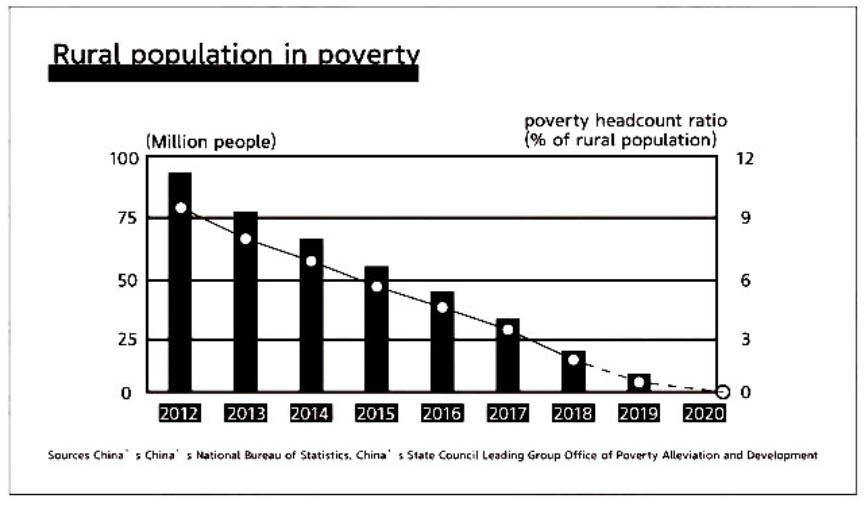 Rural population in poverty
poverty headcount ratio
(Million people) (% of rural population)
100 12
75 9
50 6
25 3
0 0
2012 2013 2014 2015 2016 2017 2018 2019 2020
Sources China` s China' s National Bureau of Statistics, China' s State Council Leading Group Office of Poverty Alleviation and Development